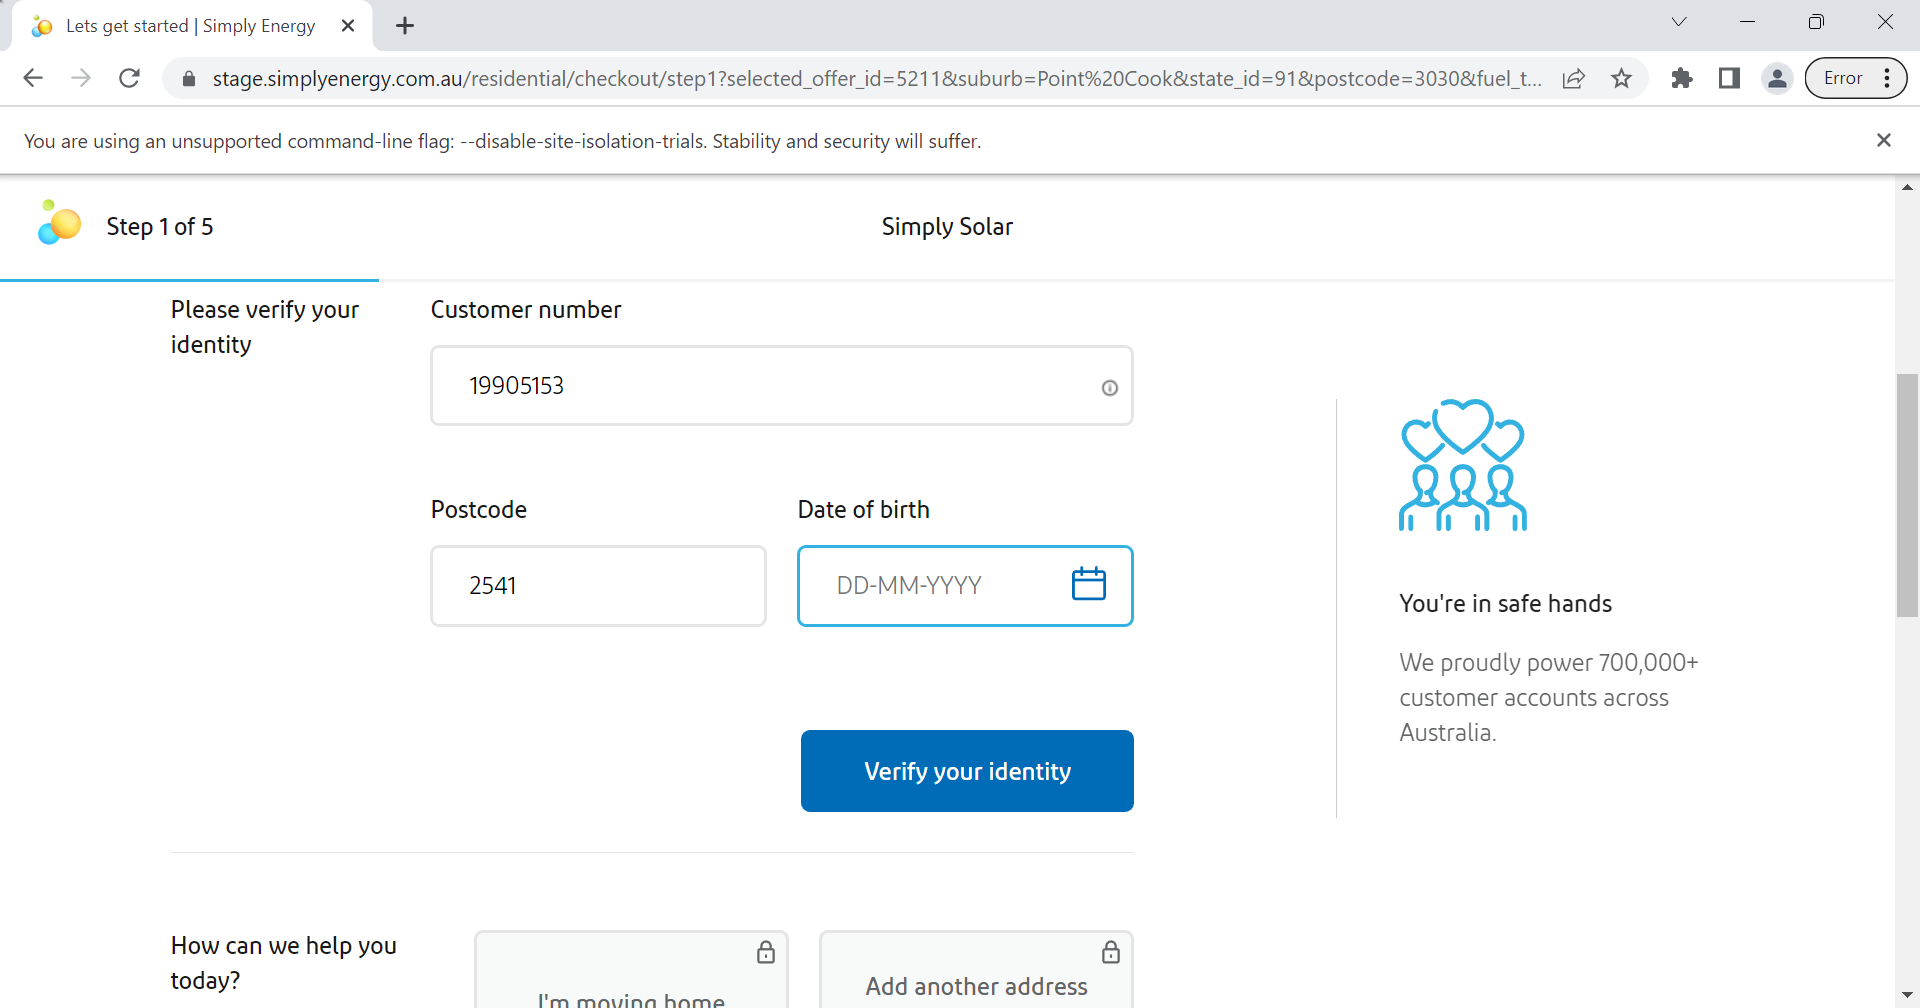 Lets get started | Simply Energy
stage.simplyenergy.com.au/residential/checkout/step1?selected_offer_id=5211&suburb=Point%20Cook&state_id=91&postcode=3030&fuel_t...
Error
You are using an unsupported command-line flag: --disable-site-isolation-trials. Stability and security will suffer.
Step 1 of 5
Simply Solar
Please verify your
identity
Customer number
19905153
Postcode
Date of birth
2541
DD-MM-YYYY
Verify your identity
You're in safe hands
We proudly power 700,000+
customer accounts across
Australia.
How can we help you
today?
I'm moving home
Add another address